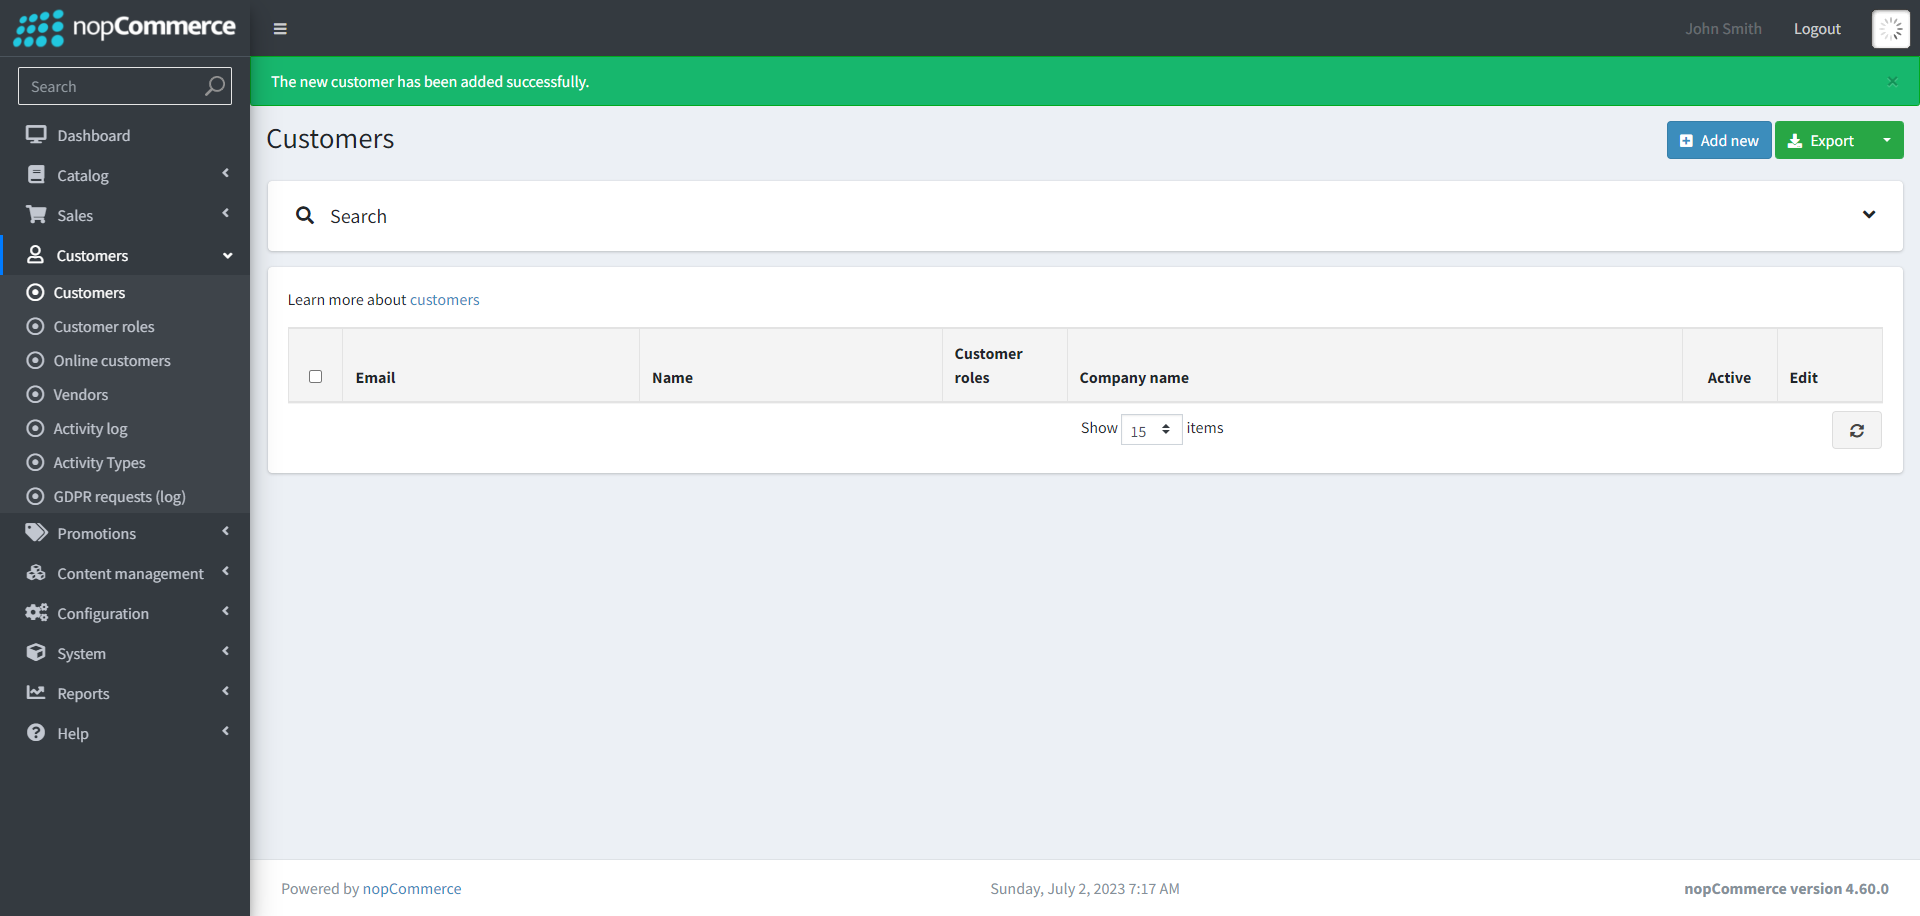 nopCommerce
John Smith
Logout
The new customer has been added successfully.
×
Search
Dashboard
Catalog
Sales
Customers
Customers
Customer roles
Online customers
Vendors
Activity log
Activity Types
GDPR requests (log)
Promotions
Content management
Configuration
System
Reports
Help
Customers
Add new
Export
Search
Learn more about customers
Email
Name
Customer
roles
Company name
Active
Edit
Show 15 items
Powered by nopCommerce
Sunday, July 2, 2023 7:17 AM
nopCommerce version 4.60.0